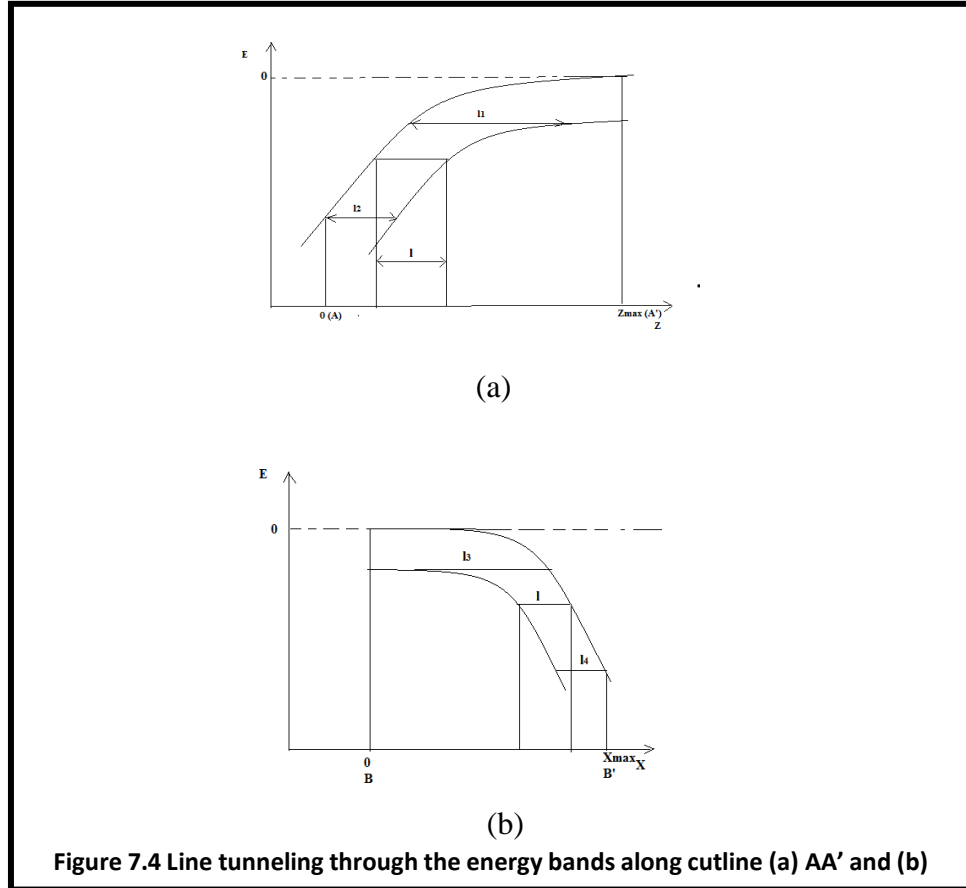 E
0
l1
l2
l
0 (A)
Zmax (A')
Z
(a)
E
0
l3
l
l4
0
B
Xmax X
B'
(b)
Figure 7.4 Line tunneling through the energy bands along cutline (a) AA’ and (b)